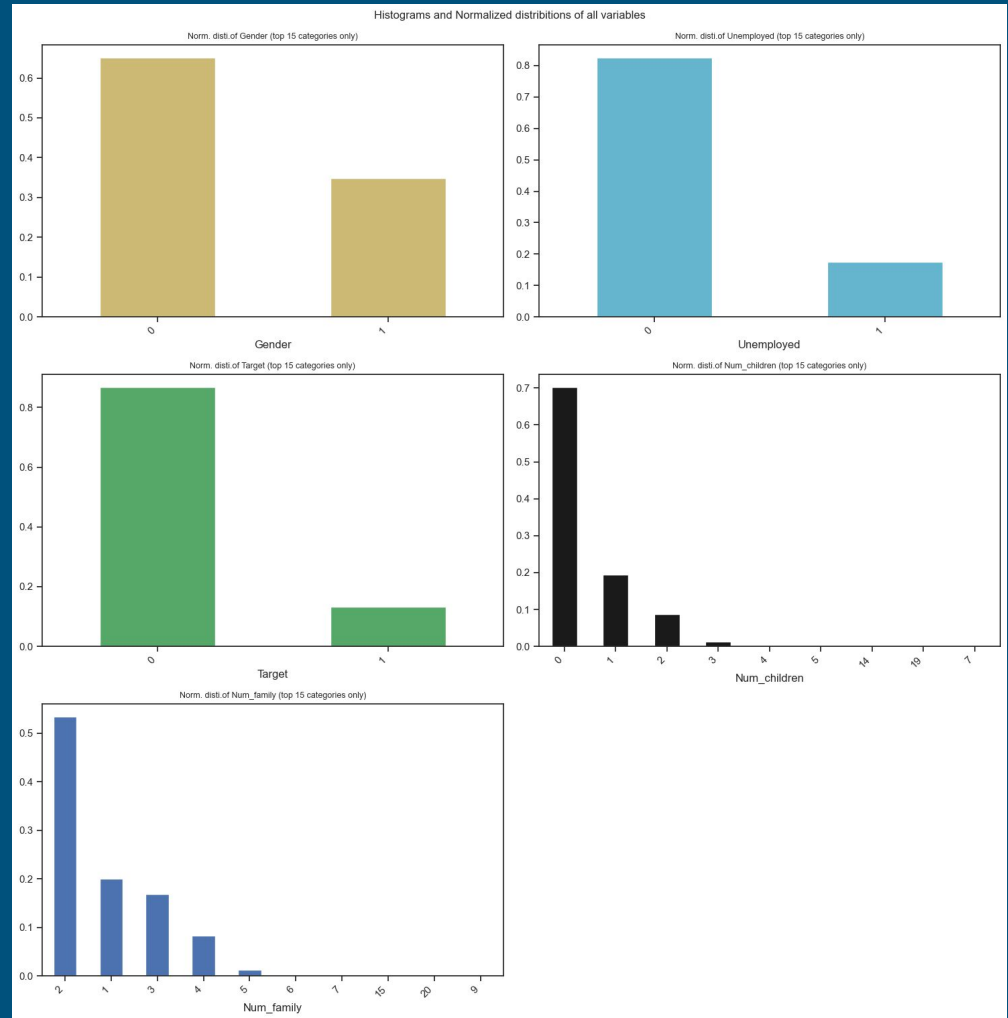 Histograms and Normalized distribitions of all variables
Norm. disti.of Gender (top 15 categories only)
0.6
0.5
0.4
0.3
0.2
0.1
0.0
0 1
Gender
Norm. disti.of Unemployed (top 15 categories only)
0.8
0.7
0.6
0.5
0.4
0.3
0.2
0.1
0.0
0 1
Unemployed
Norm. disti.of Target (top 15 categories only)
0.8
0.6
0.4
0.2
0.0
0 1
Target
Norm. disti.of Num_children (top 15 categories only)
0.7
0.6
0.5
0.4
0.3
0.2
0.1
0.0
0 1 2 3 4 5 14 19 7
Num_children
Norm. disti.of Num_family (top 15 categories only)
0.5
0.4
0.3
0.2
0.1
0.0
2 1 3 4 5 6 7 15 20 9
Num_family